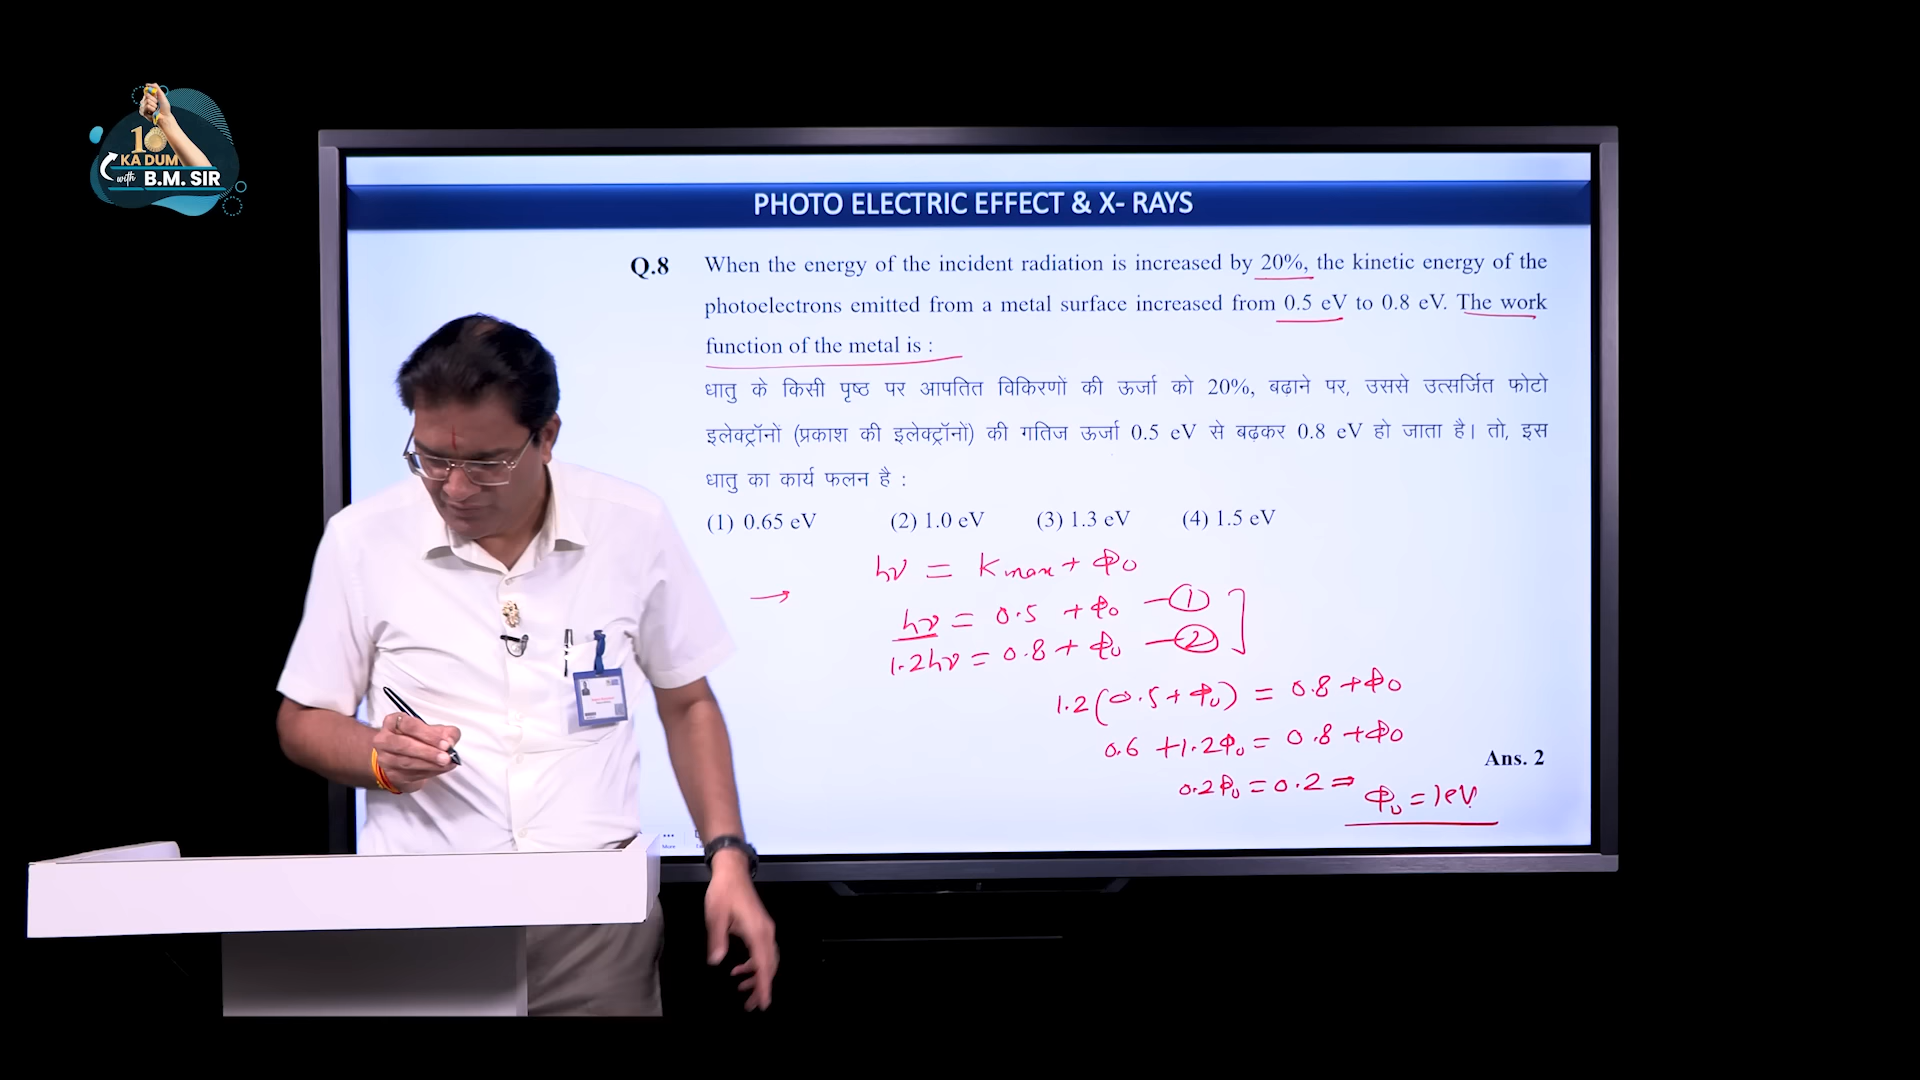 10
KA DUM
with B.M. SIR
PHOTO ELECTRIC EFFECT & X- RAYS
Q.8 When the energy of the incident radiation is increased by 20%, the kinetic energy of the
photoelectrons emitted from a metal surface increased from 0.5 eV to 0.8 eV. The work
function of the metal is :
धातु के किसी पृष्ठ पर आपतित विकिरणों की ऊर्जा को 20%, बढ़ाने पर, उससे उत्सर्जित फोटो
इलेक्ट्रॉनों (प्रकाश की इलेक्ट्रॉनो) की गतिज ऊर्जा 0.5 eV से बढ़कर 0.8 eV हो जाता है। तो, इस
धातु का कार्य फलन है :
(1) 0.65 eV (2) 1.0 eV (3) 1.3 eV (4) 1.5 eV
hν = Kmax + Φ0
→ hν = 0.5 + Φ0 — 1
1.2hν = 0.8 + Φ0 — 2
1.2(0.5 + Φ0) = 0.8 + Φ0
0.6 + 1.2Φ0 = 0.8 + Φ0
Ans. 2
0.2Φ0 = 0.2 ⇒ Φ0 = 1eV
More